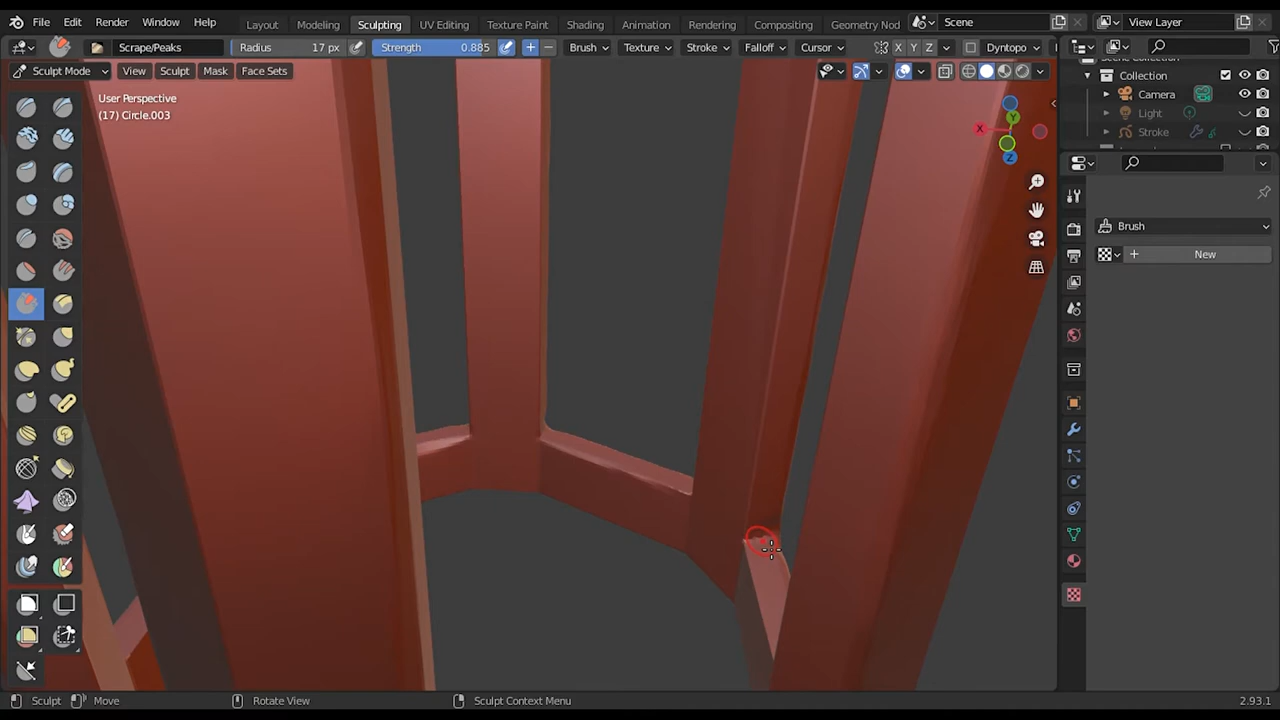 File Edit Render Window Help Layout Modeling Sculpting UV Editing Texture Paint Shading Animation Rendering Compositing Geometry Nod Scene View Layer
Scrape/Peaks Radius 17 px Strength 0.885 Brush Texture Stroke Falloff Cursor X Y Z Dyntopo
Sculpt Mode View Sculpt Mask Face Sets
Collection
Camera
Light
Stroke
User Perspective
(17) Circle.003
X
Y
Z
Brush
New
Sculpt Move Rotate View Sculpt Context Menu 2.93.1